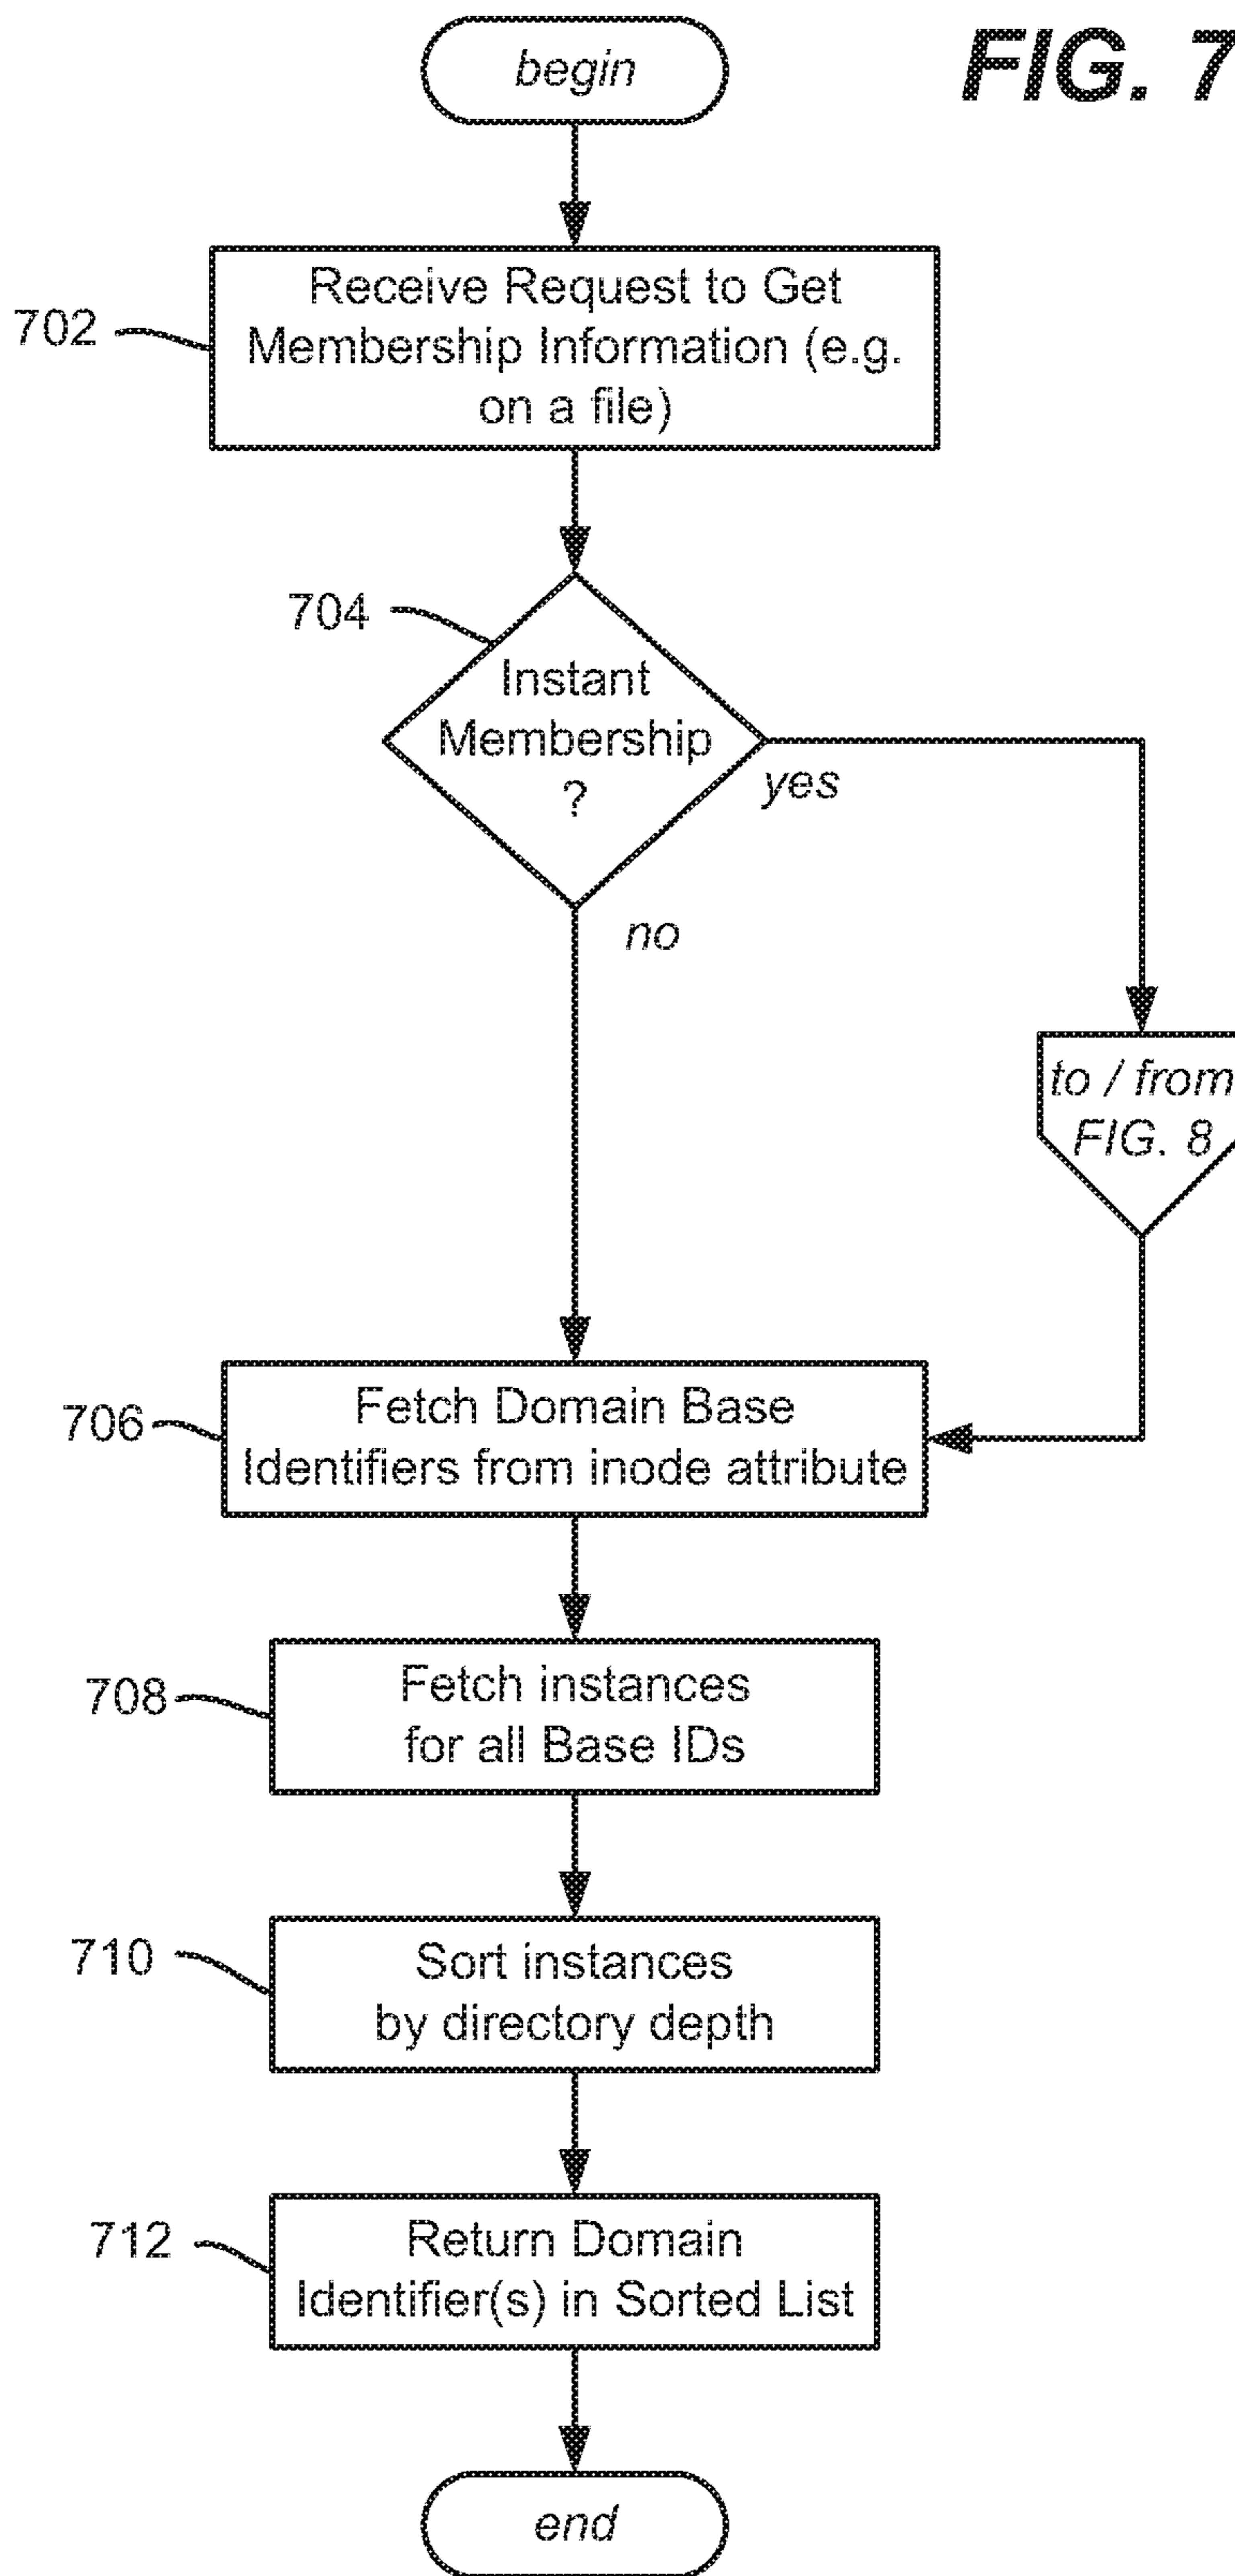 FIG. 7
begin
702
Receive Request to Get
Membership Information (e.g.
on a file)
704
Instant
Membership
?
yes
no
to / from
FIG. 8
706
Fetch Domain Base
Identifiers from inode attribute
708
Fetch instances
for all Base IDs
710
Sort instances
by directory depth
712
Return Domain
Identifier(s) in Sorted List
end